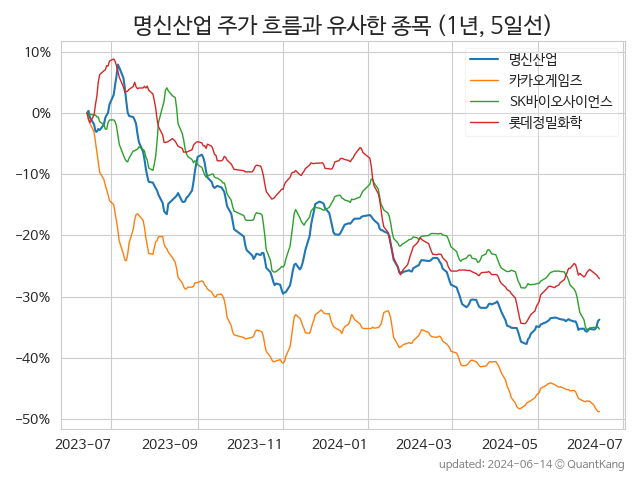 명신산업 주가 흐름과 유사한 종목 (1년, 5일선)
명신산업
카카오게임즈
SK바이오사이언스
롯데정밀화학
10%
0%
−10%
−20%
−30%
−40%
−50%
2023-07 2023-09 2023-11 2024-01 2024-03 2024-05 2024-07
updated: 2024-06-14 © QuantKang